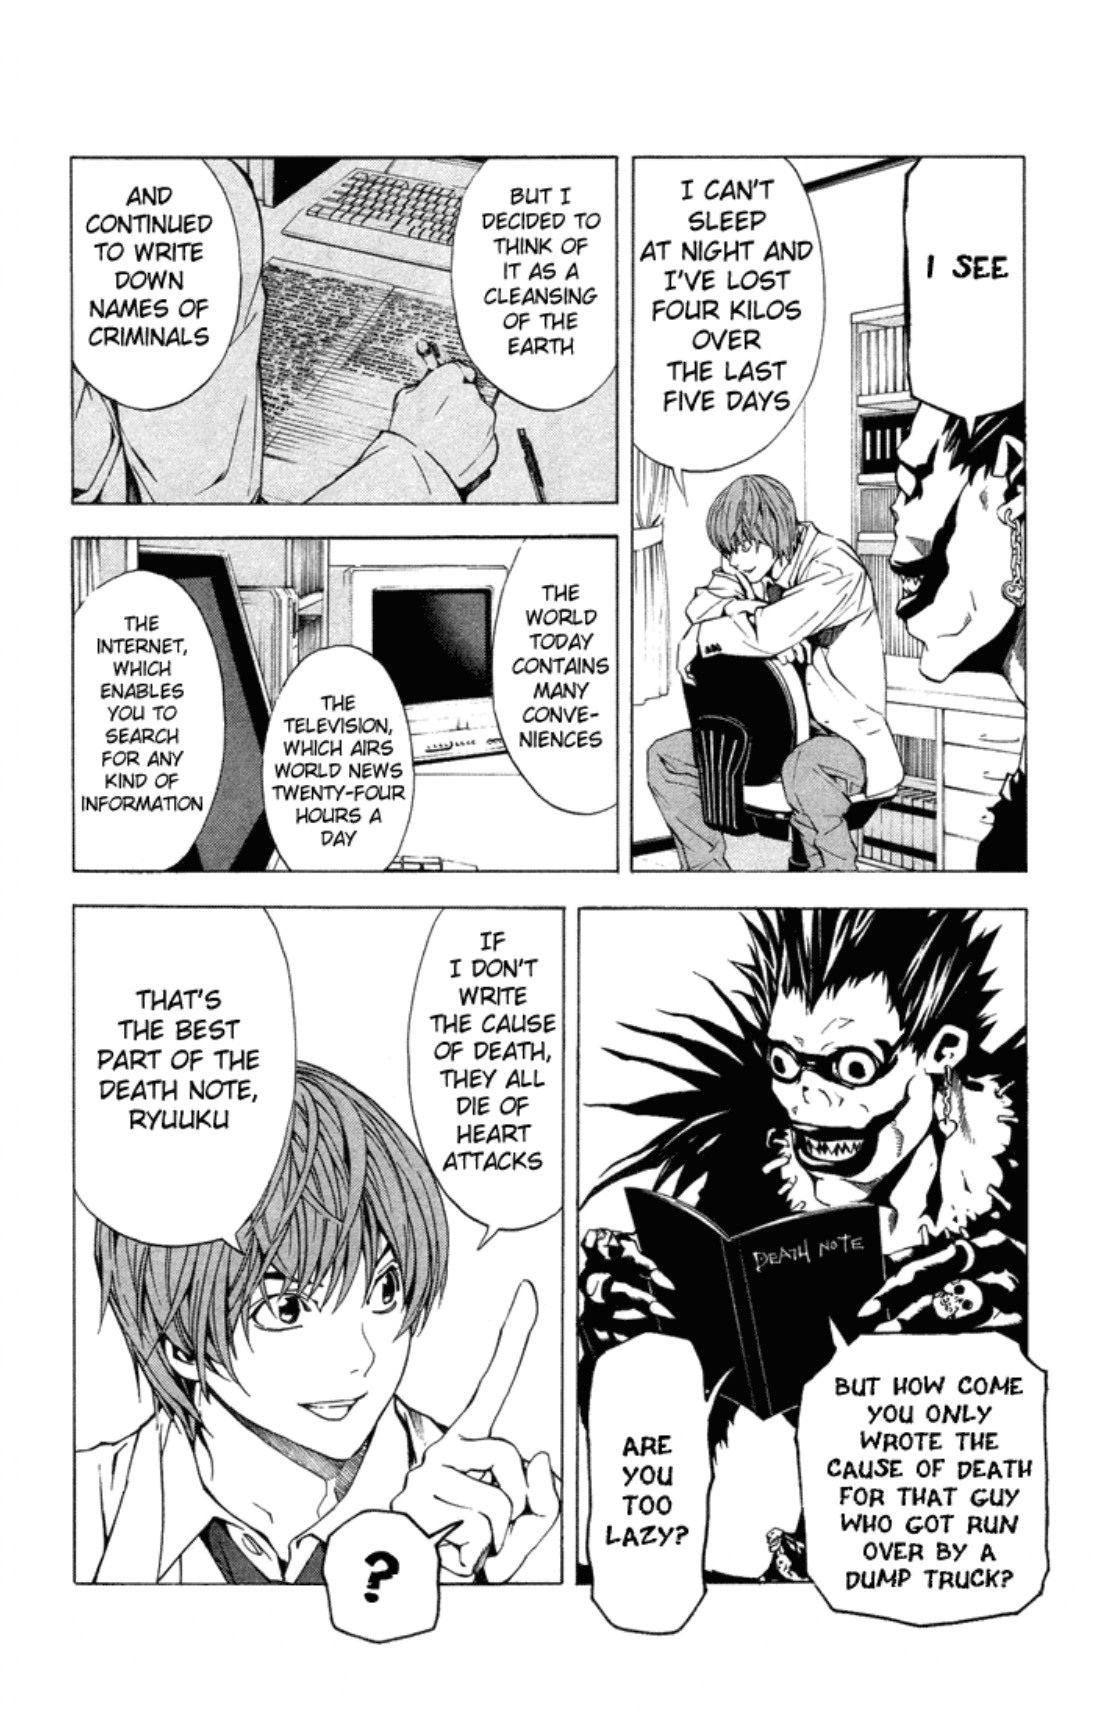 I SEE
I CAN'T
SLEEP
AT NIGHT AND
I'VE LOST
FOUR KILOS
OVER
THE LAST
FIVE DAYS
BUT I
DECIDED TO
THINK OF
IT AS A
CLEANSING
OF THE
EARTH
AND
CONTINUED
TO WRITE
DOWN
NAMES OF
CRIMINALS
THE
WORLD
TODAY
CONTAINS
MANY
CONVE-
NIENCES
THE
TELEVISION,
WHICH AIRS
WORLD NEWS
TWENTY-FOUR
HOURS A
DAY
THE
INTERNET,
WHICH
ENABLES
YOU TO
SEARCH
FOR ANY
KIND OF
INFORMATION
DEATH NOTE
BUT HOW COME
YOU ONLY
WROTE THE
CAUSE OF DEATH
FOR THAT GUY
WHO GOT RUN
OVER BY A
DUMP TRUCK?
ARE
YOU
TOO
LAZY?
IF
I DON'T
WRITE
THE CAUSE
OF DEATH,
THEY ALL
DIE OF
HEART
ATTACKS
THAT'S
THE BEST
PART OF THE
DEATH NOTE,
RYUUKU
?